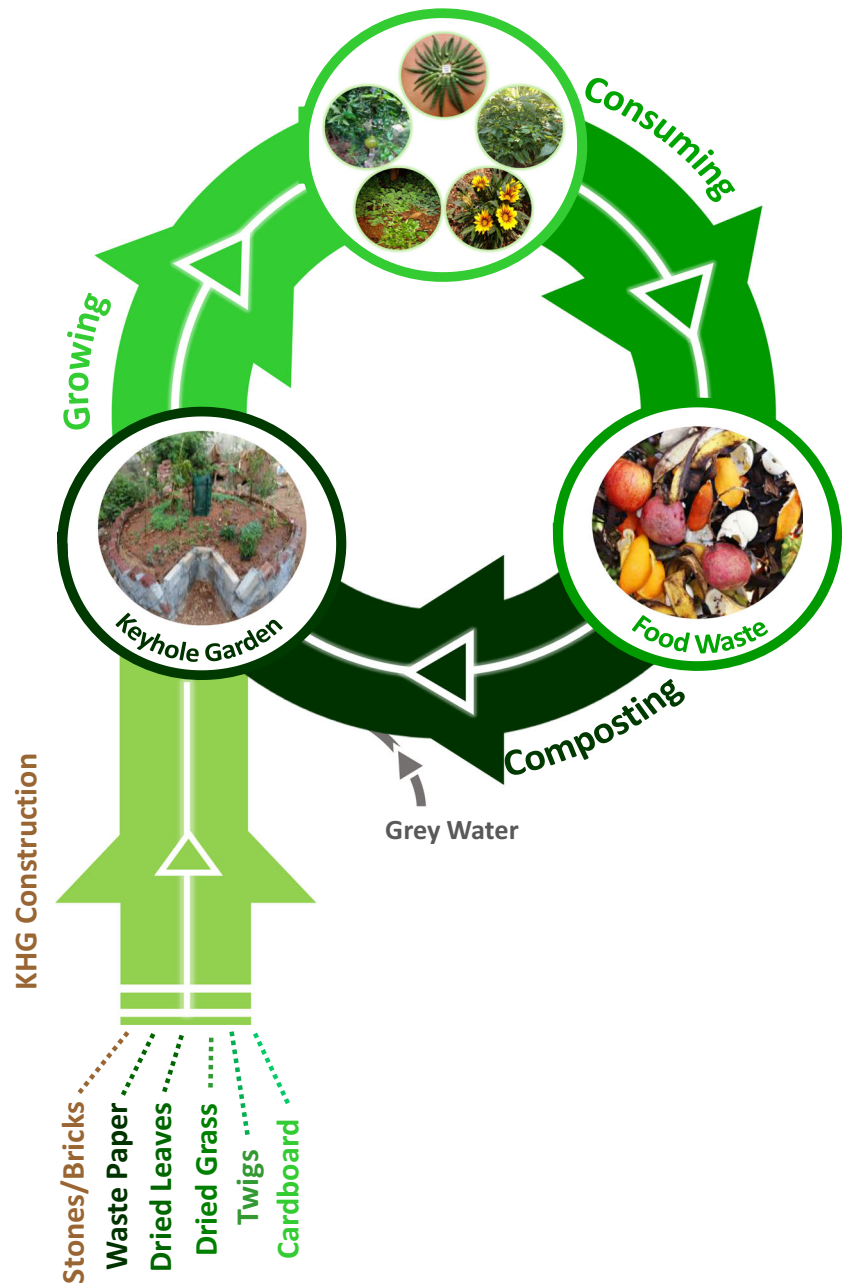 Consuming
Growing
Keyhole Garden
Food Waste
Composting
Grey Water
KHG Construction
Stones/Bricks
Waste Paper
Dried Leaves
Dried Grass
Twigs
Cardboard